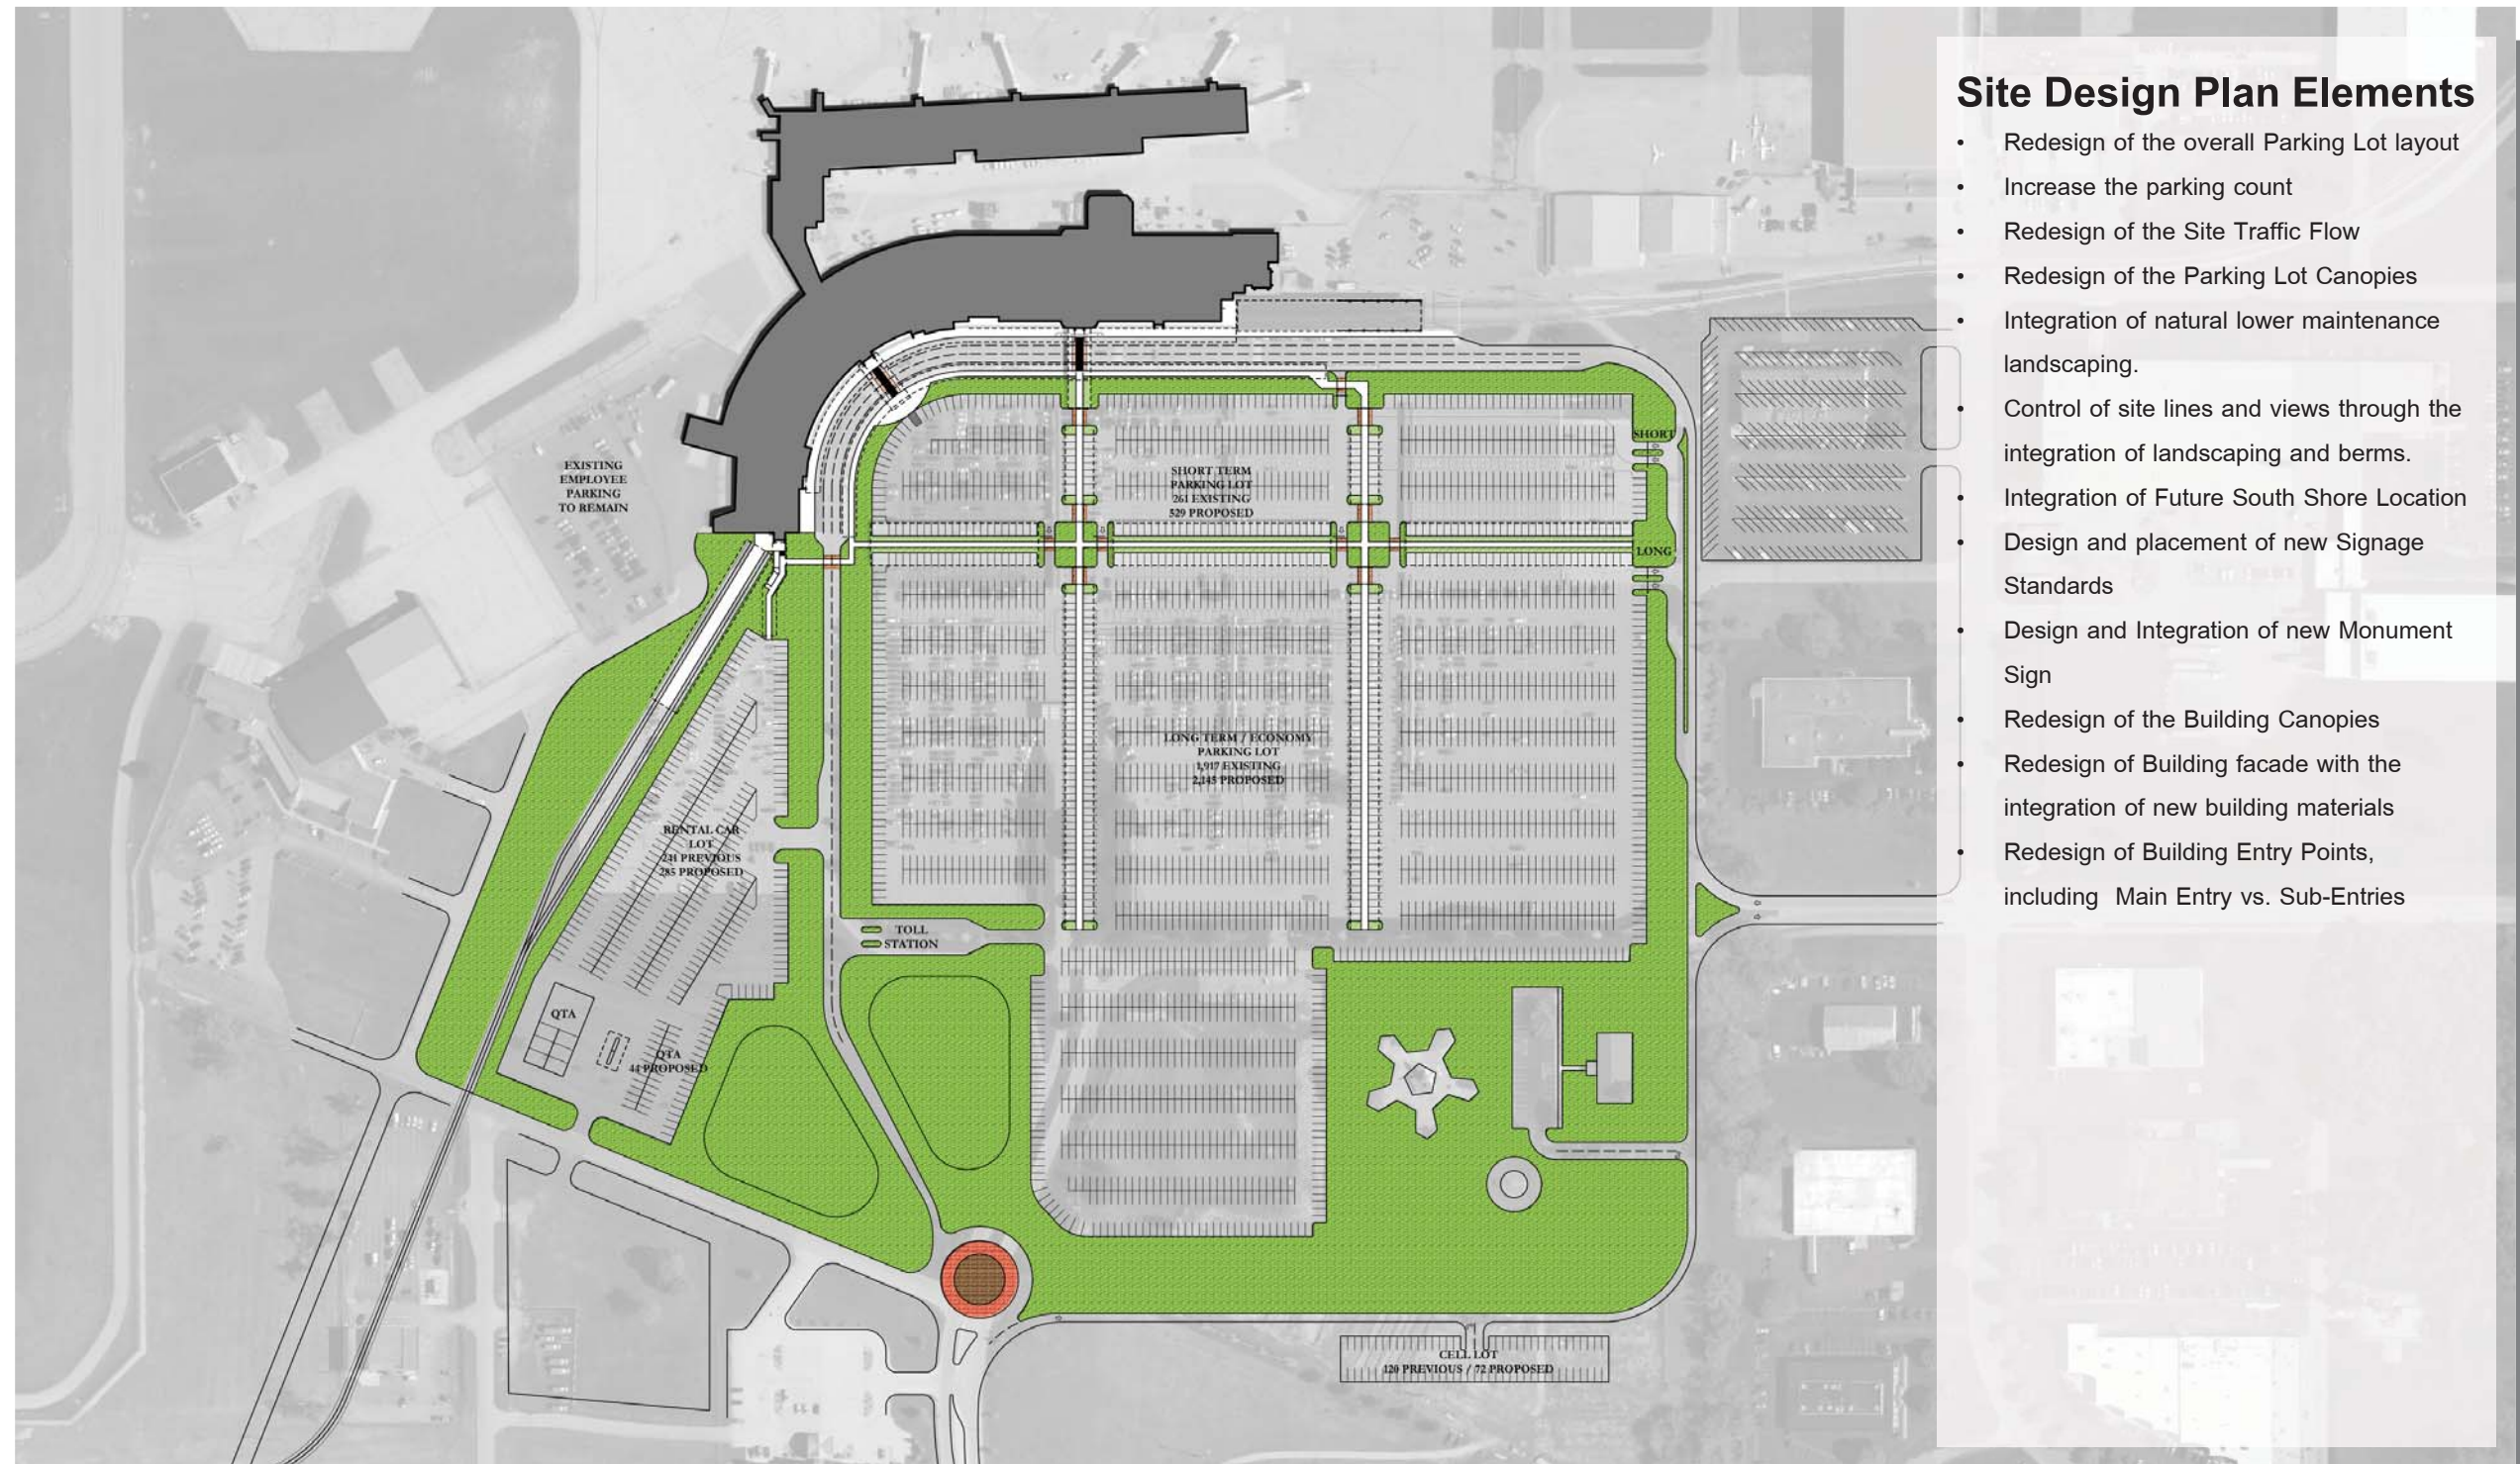 Site Design Plan Elements
• Redesign of the overall Parking Lot layout
• Increase the parking count
• Redesign of the Site Traffic Flow
• Redesign of the Parking Lot Canopies
• Integration of natural lower maintenance
landscaping.
• Control of site lines and views through the
integration of landscaping and berms.
• Integration of Future South Shore Location
• Design and placement of new Signage
Standards
• Design and Integration of new Monument
Sign
• Redesign of the Building Canopies
• Redesign of Building facade with the
integration of new building materials
• Redesign of Building Entry Points,
including Main Entry vs. Sub-Entries
EXISTING
EMPLOYEE
PARKING
TO REMAIN
SHORT TERM
PARKING LOT
261 EXISTING
529 PROPOSED
SHORT
LONG
LONG TERM / ECONOMY
PARKING LOT
1,917 EXISTING
2,145 PROPOSED
RENTAL CAR
LOT
241 PREVIOUS
285 PROPOSED
TOLL
STATION
QTA
QTA
44 PROPOSED
CELL LOT
120 PREVIOUS / 72 PROPOSED